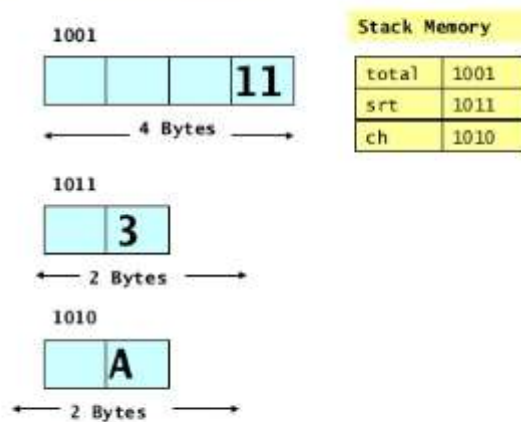 1001
11
4 Bytes
1011
3
2 Bytes
1010
A
2 Bytes
Stack Memory
total 1001
srt 1011
ch 1010